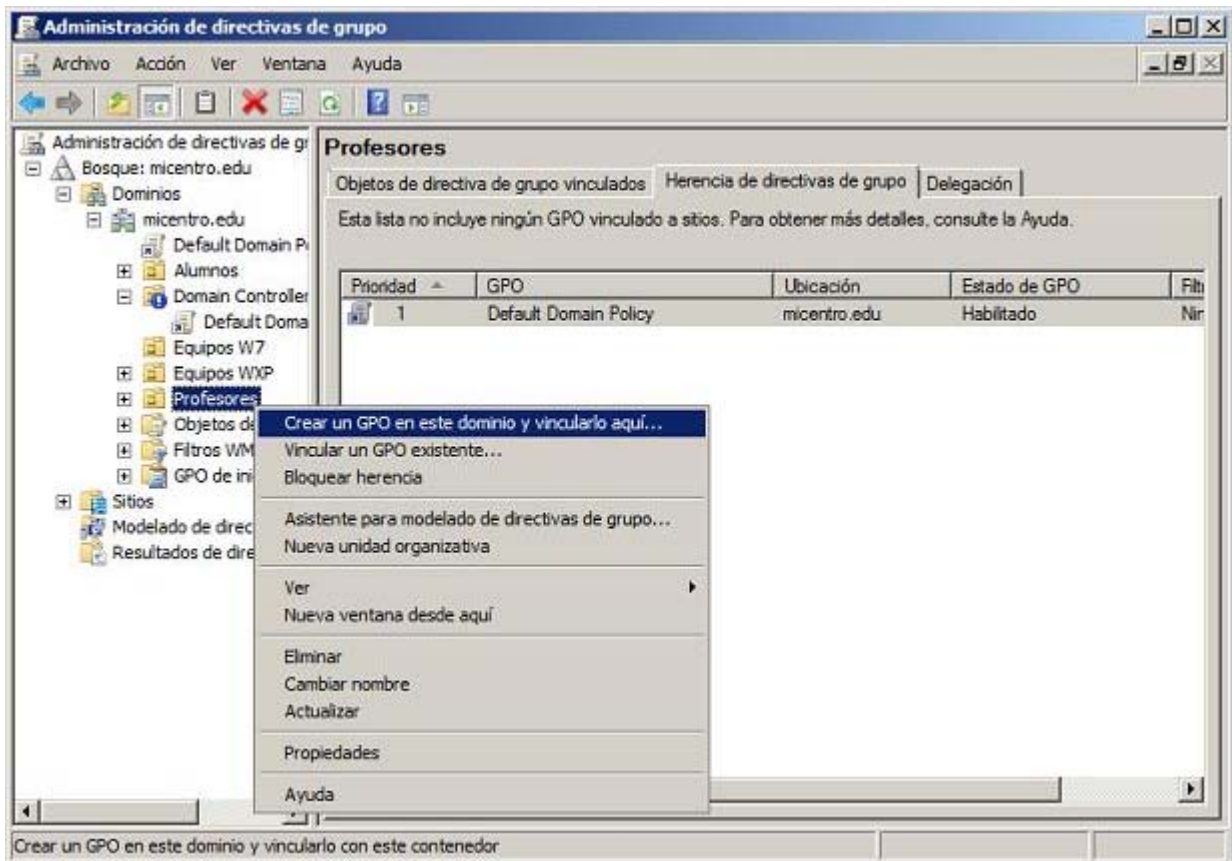 Administración de directivas de grupo
Archivo Acción Ver Ventana Ayuda
Administración de directivas de gr
Bosque: micentro.edu
Dominios
micentro.edu
Default Domain P
Alumnos
Domain Controller
Default Doma
Equipos W7
Equipos WXP
Profesores
Objetos de
Filtros WM
GPO de ini
Sitios
Modelado de direc
Resultados de dire
Profesores
Objetos de directiva de grupo vinculados Herencia de directivas de grupo Delegación
Esta lista no incluye ningún GPO vinculado a sitios. Para obtener más detalles, consulte la Ayuda.
Prioridad GPO Ubicación Estado de GPO Filt
1 Default Domain Policy micentro.edu Habilitado Nin
Crear un GPO en este dominio y vincularlo aquí...
Vincular un GPO existente...
Bloquear herencia
Asistente para modelado de directivas de grupo...
Nueva unidad organizativa
Ver
Nueva ventana desde aquí
Eliminar
Cambiar nombre
Actualizar
Propiedades
Ayuda
Crear un GPO en este dominio y vincularlo con este contenedor